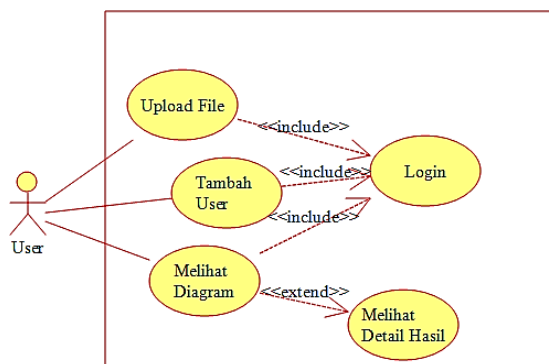 Upload File
<<include>>
Login
Tambah
User
<<include>>
<<include>>
User
Melihat
Diagram
<<extend>>
Melihat
Detail Hasil